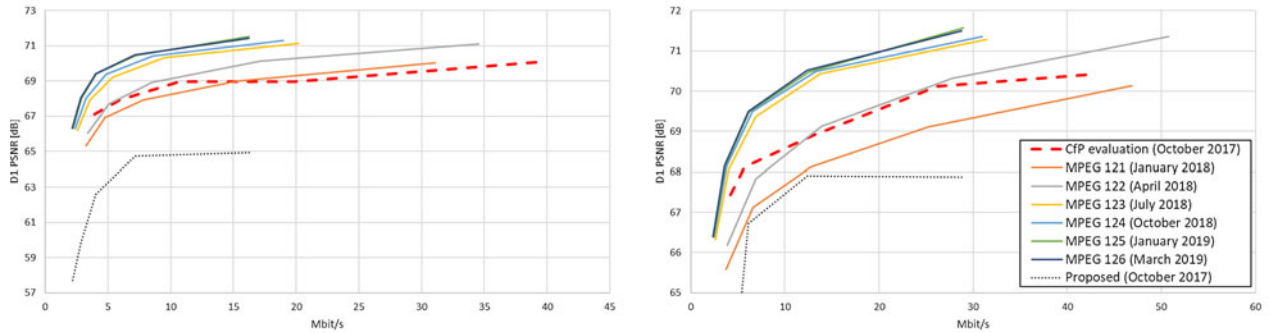 D1 PSNR [dB]
73
71
69
67
65
63
61
59
57
0 5 10 15 20 25 30 35 40 45
Mbit/s
D1 PSNR [dB]
72
71
70
69
68
67
66
65
0 10 20 30 40 50 60
Mbit/s
CfP evaluation (October 2017)
MPEG 121 (January 2018)
MPEG 122 (April 2018)
MPEG 123 (July 2018)
MPEG 124 (October 2018)
MPEG 125 (January 2019)
MPEG 126 (March 2019)
Proposed (October 2017)